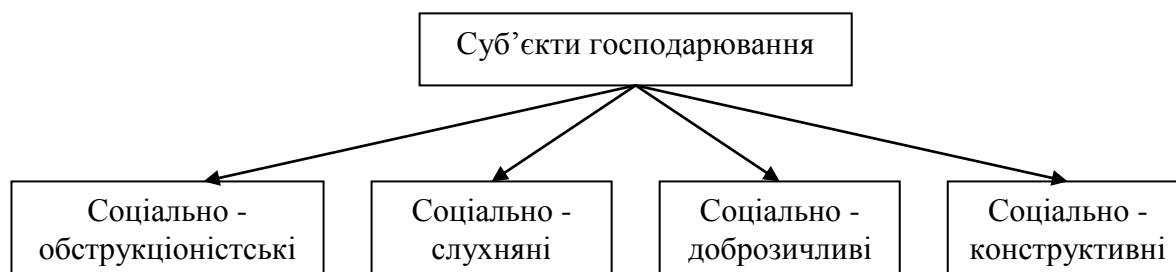 Суб’єкти господарювання
Соціально -
обструкціоністські
Соціально -
слухняні
Соціально -
доброзичливі
Соціально -
конструктивні